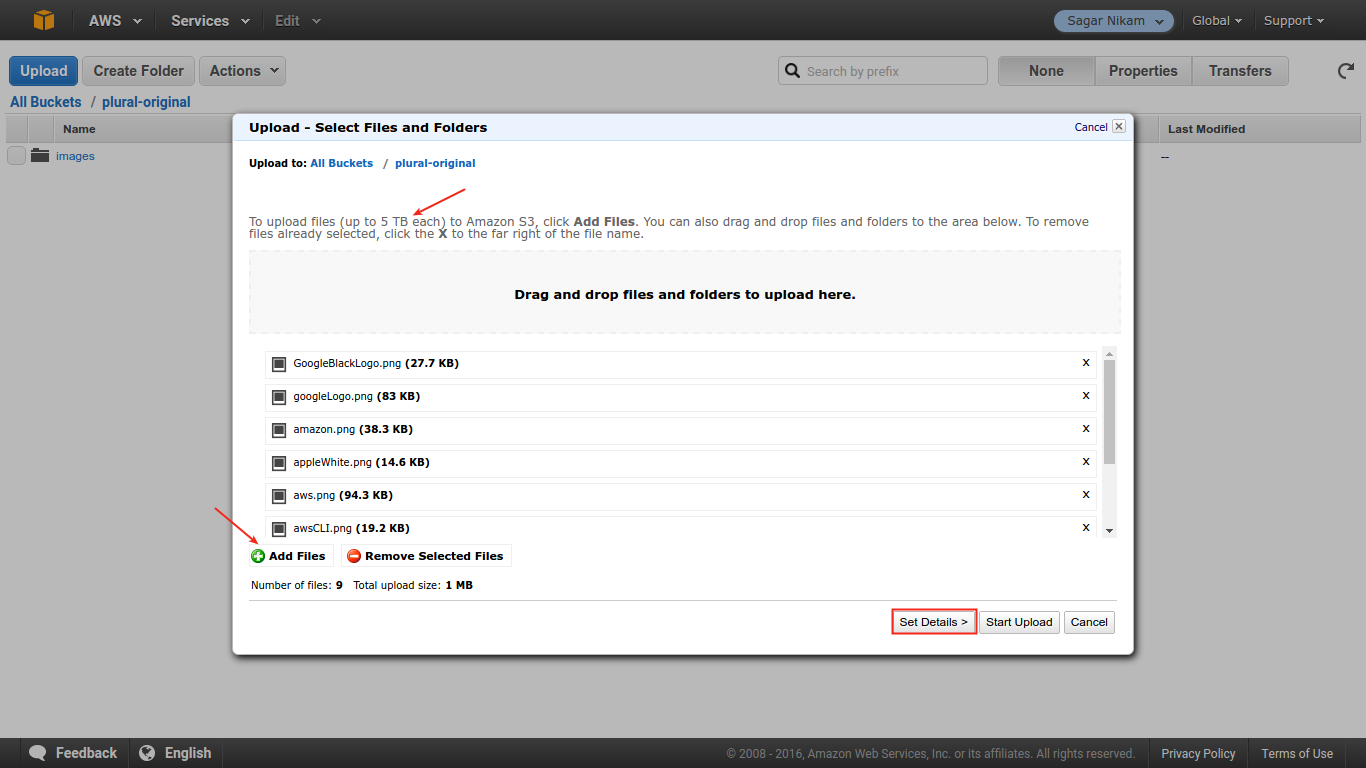 AWS Services Edit Sagar Nikam Global Support
Upload Create Folder Actions Search by prefix None Properties Transfers
All Buckets / plural-original
Name Last Modified
images --
Upload - Select Files and Folders Cancel
Upload to: All Buckets / plural-original
To upload files (up to 5 TB each) to Amazon S3, click Add Files. You can also drag and drop files and folders to the area below. To remove
files already selected, click the X to the far right of the file name.
Drag and drop files and folders to upload here.
GoogleBlackLogo.png (27.7 KB) x
googleLogo.png (83 KB) x
amazon.png (38.3 KB) x
appleWhite.png (14.6 KB) x
aws.png (94.3 KB) x
awsCLI.png (19.2 KB) x
Add Files Remove Selected Files
Number of files: 9 Total upload size: 1 MB
Set Details > Start Upload Cancel
Feedback English © 2008 - 2016, Amazon Web Services, Inc. or its affiliates. All rights reserved. Privacy Policy Terms of Use